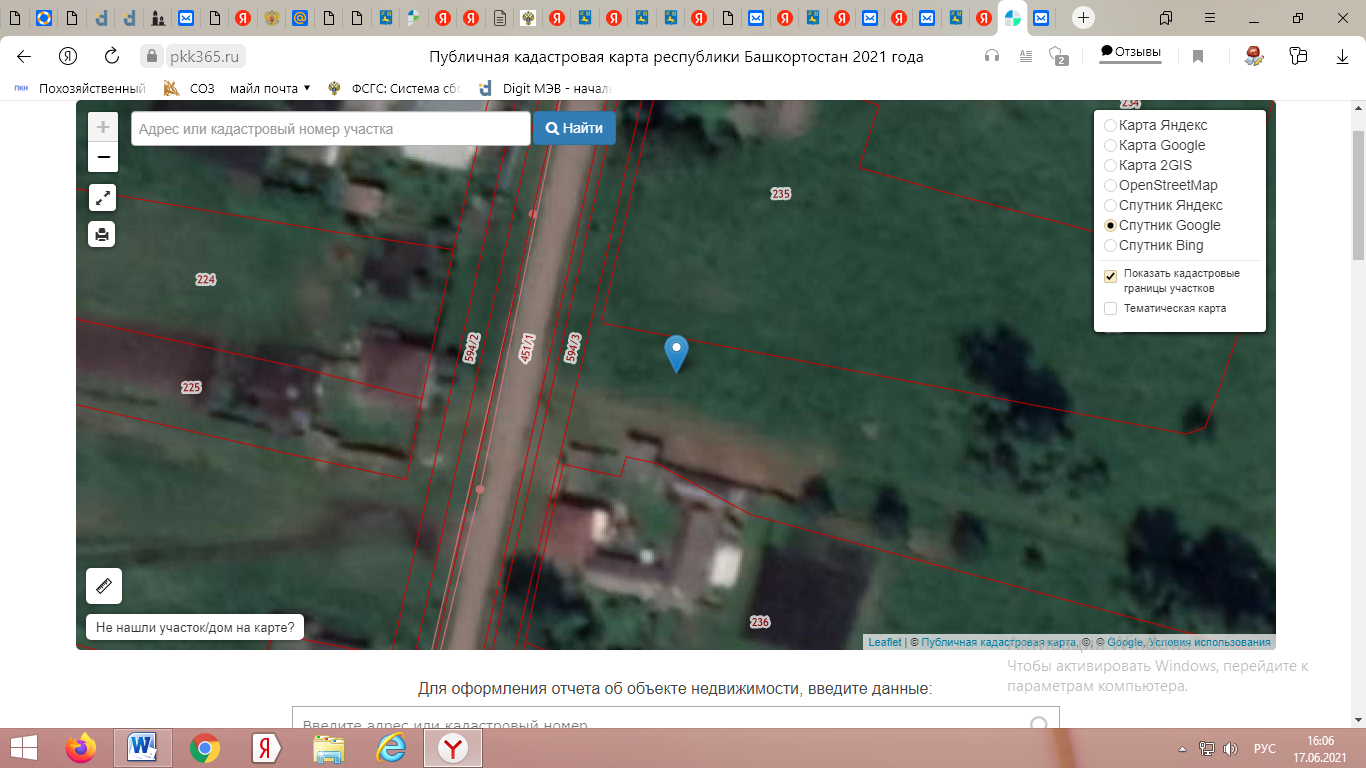 pkk365.ru
Публичная кадастровая карта республики Башкортостан 2021 года
2
Отзывы
ПКН Похозяйственный
СОЗ
майл почта
ФСГС: Система сбо
Digit МЭВ - началь
Адрес или кадастровый номер участка
Найти
Карта Яндекс
Карта Google
Карта 2GIS
OpenStreetMap
Спутник Яндекс
Спутник Google
Спутник Bing
Показать кадастровые
границы участков
Тематическая карта
234
235
224
594/2
451/1
594/3
225
236
Не нашли участок/дом на карте?
Leaflet | © Публичная кадастровая карта, ©, © Google, Условия использования
Чтобы активировать Windows, перейдите к
параметрам компьютера.
Для оформления отчета об объекте недвижимости, введите данные:
Введите адрес или кадастровый номер
РУС
16:06
17.06.2021